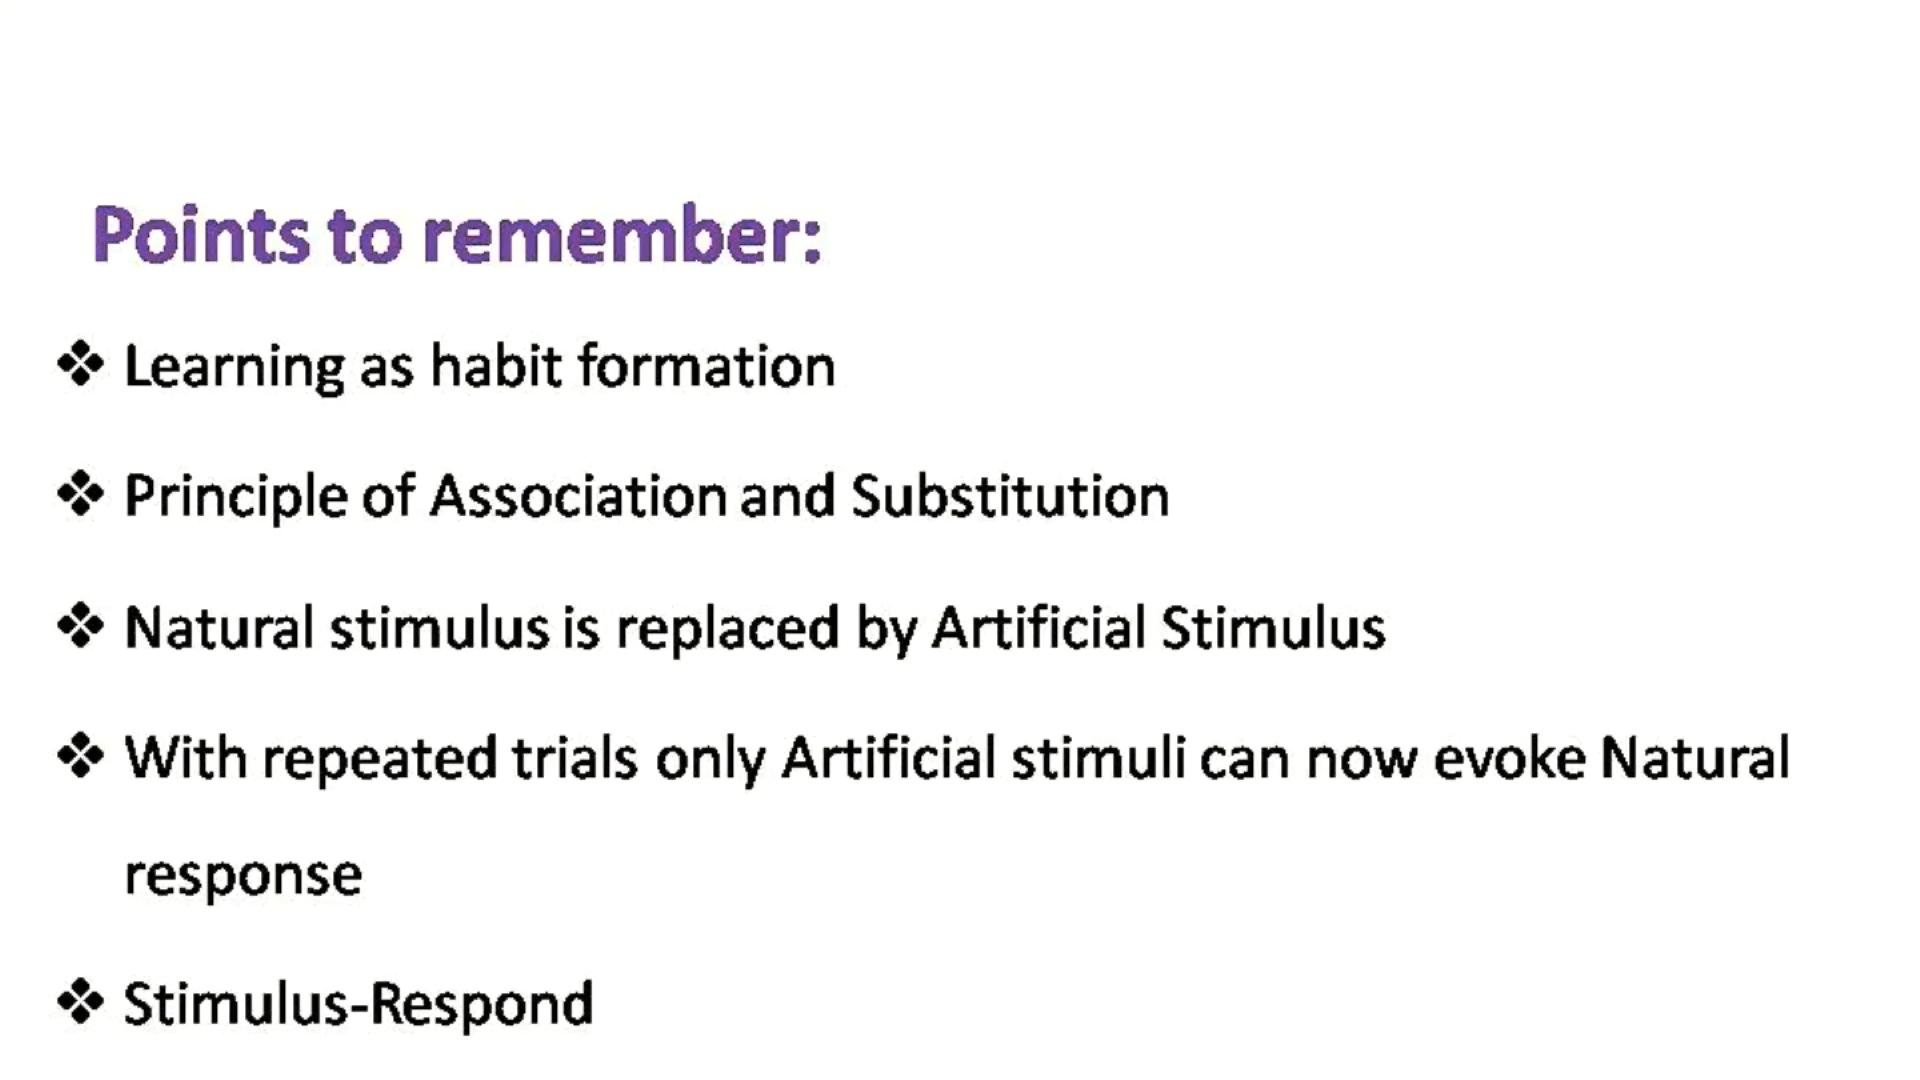 Points to remember:
❖ Learning as habit formation
❖ Principle of Association and Substitution
❖ Natural stimulus is replaced by Artificial Stimulus
❖ With repeated trials only Artificial stimuli can now evoke Natural
response
❖ Stimulus-Respond